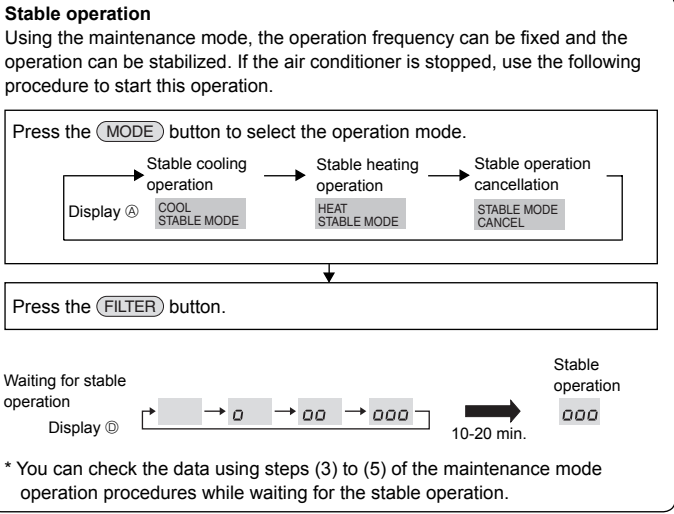 Stable operation
Using the maintenance mode, the operation frequency can be fixed and the
operation can be stabilized. If the air conditioner is stopped, use the following
procedure to start this operation.
Press the MODE button to select the operation mode.
Stable cooling
operation
Stable heating
operation
Stable operation
cancellation
Display Ⓐ
COOL
STABLE MODE
HEAT
STABLE MODE
STABLE MODE
CANCEL
Press the FILTER button.
Waiting for stable
operation
Display Ⓓ
o
oo
ooo
10-20 min.
Stable
operation
ooo
* You can check the data using steps (3) to (5) of the maintenance mode
operation procedures while waiting for the stable operation.